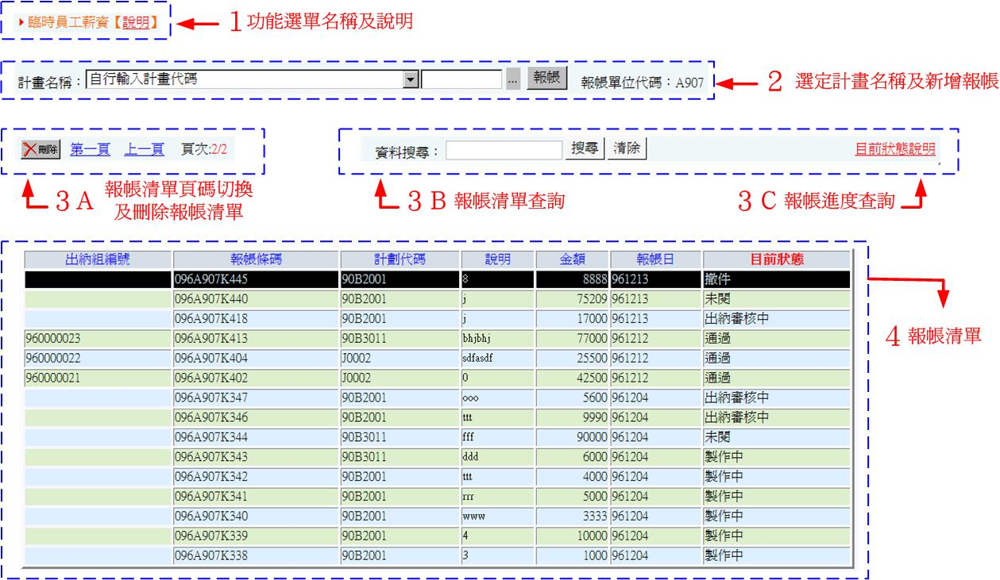 臨時員工薪資【說明】
1 功能選單名稱及說明
計畫名稱：自行輸入計畫代碼 ... 報帳 報帳單位代碼：A907
2 選定計畫名稱及新增報帳
刪除 第一頁 上一頁 頁次:2/2
資料搜尋： 搜尋 清除 目前狀態說明
3 A 報帳清單頁碼切換
及刪除報帳清單
3 B 報帳清單查詢
3 C 報帳進度查詢
出納組編號 報帳條碼 計劃代碼 說明 金額 報帳日 目前狀態
096A907K445 90B2001 8 8888 961213 撤件
096A907K440 90B2001 j 75209 961213 未閱
096A907K418 90B2001 j 17000 961213 出納審核中
960000023 096A907K413 90B3011 bhjbhj 77000 961212 通過
960000022 096A907K404 J0002 sdfasdf 25500 961212 通過
960000021 096A907K402 J0002 0 42500 961212 通過
096A907K347 90B2001 ooo 5600 961204 出納審核中
096A907K346 90B2001 ttt 9990 961204 出納審核中
096A907K344 90B3011 fff 90000 961204 未閱
096A907K343 90B3011 ddd 6000 961204 製作中
096A907K342 90B2001 ttt 4000 961204 製作中
096A907K341 90B2001 rrr 5000 961204 製作中
096A907K340 90B2001 www 3333 961204 製作中
096A907K339 90B2001 4 10000 961204 製作中
096A907K338 90B2001 3 1000 961204 製作中
4 報帳清單